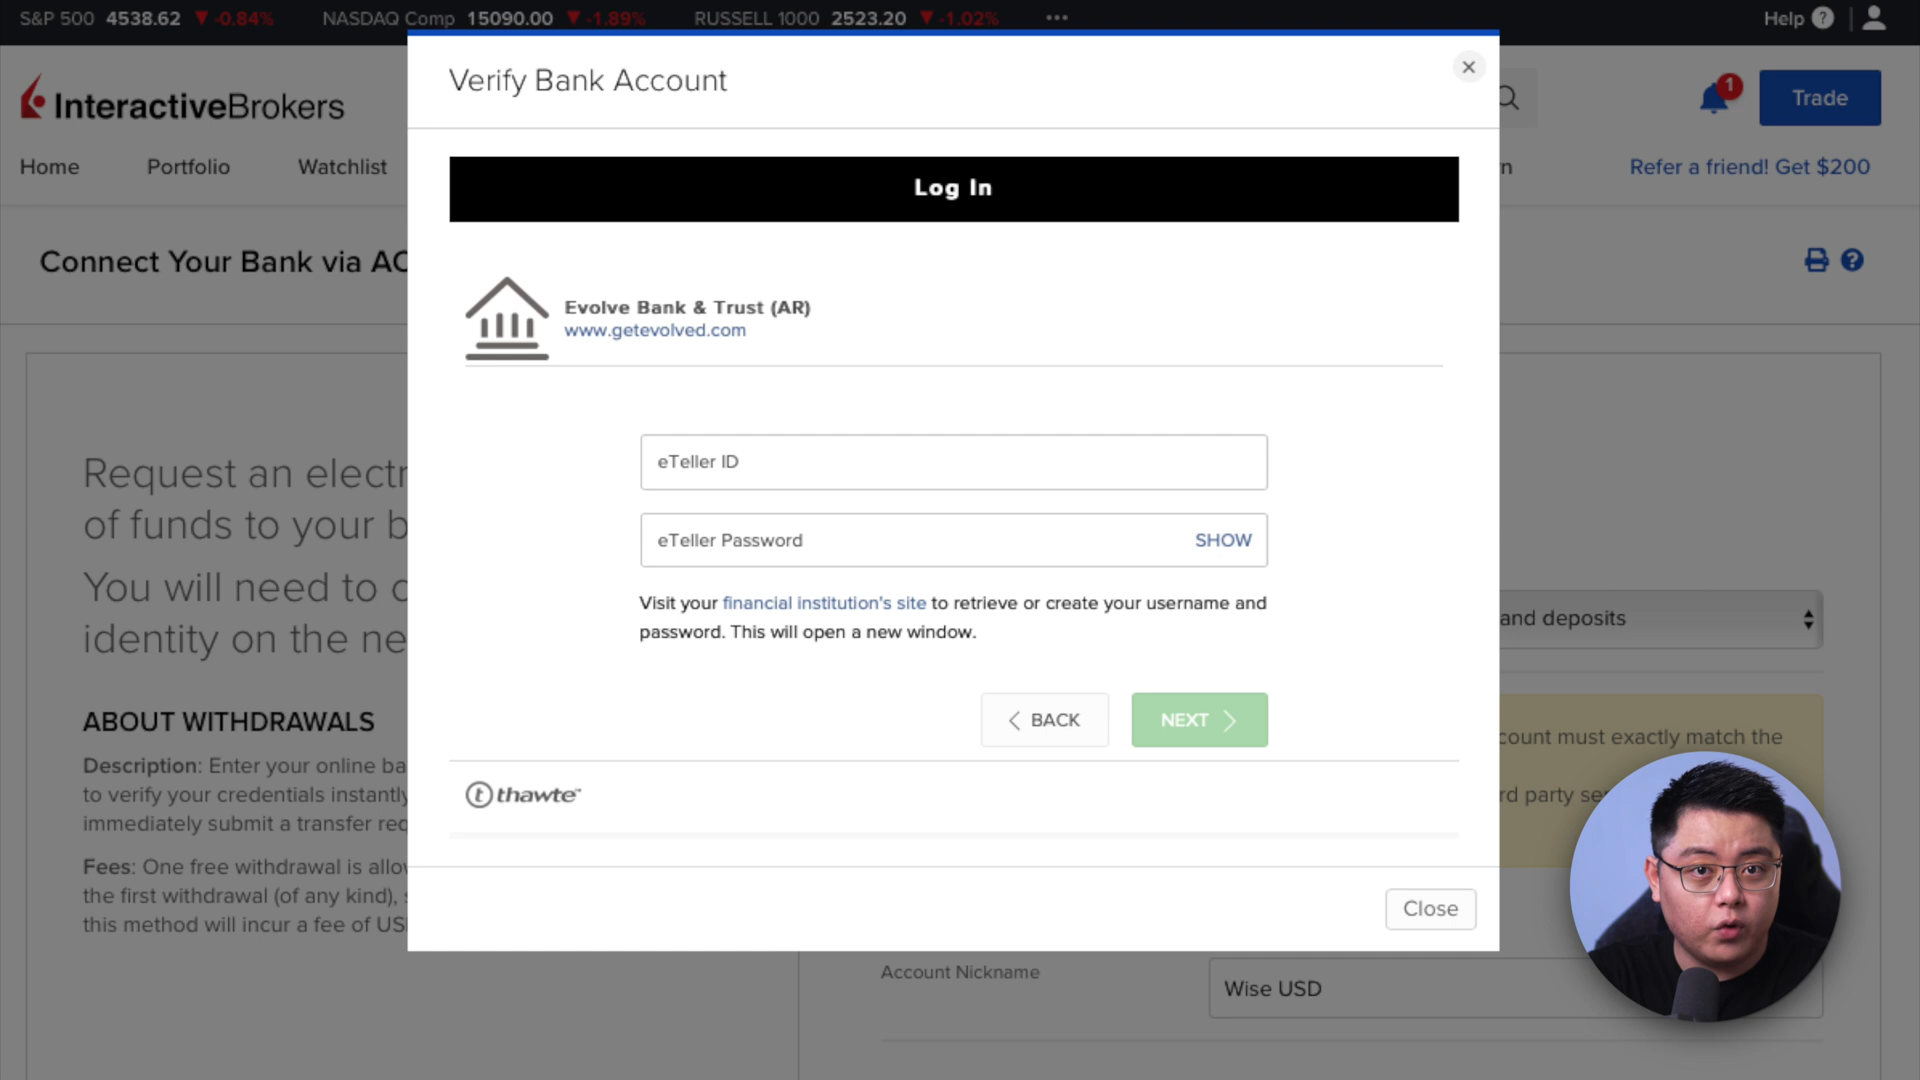 S&P 500 4538.62 ▼ -0.84% NASDAQ Comp 15090.00 ▼ -1.89% RUSSELL 1000 2523.20 ▼ -1.02% •••
Help ?
InteractiveBrokers
1
Trade
Home Portfolio Watchlist
n
Refer a friend! Get $200
Connect Your Bank via AC
Verify Bank Account
Log In
Evolve Bank & Trust (AR)
www.getevolved.com
eTeller ID
eTeller Password SHOW
Visit your financial institution's site to retrieve or create your username and
password. This will open a new window.
BACK
NEXT
thawte
Close
Request an electr
of funds to your b
You will need to c
identity on the ne
ABOUT WITHDRAWALS
Description: Enter your online ba
to verify your credentials instantly
immediately submit a transfer req
Fees: One free withdrawal is allow
the first withdrawal (of any kind), s
this method will incur a fee of US
and deposits
count must exactly match the
rd party se
Account Nickname
Wise USD